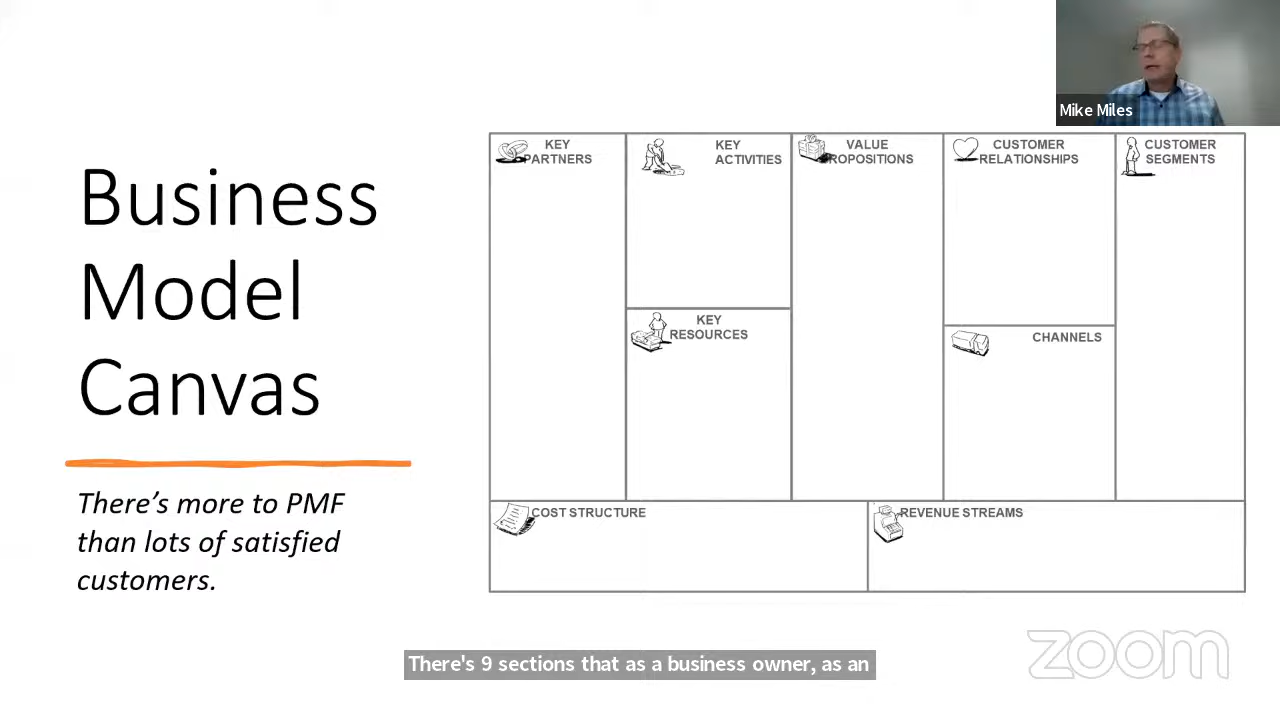 Mike Miles
Business
Model
Canvas
There's more to PMF
than lots of satisfied
customers.
KEY
PARTNERS
KEY
ACTIVITIES
KEY
RESOURCES
VALUE
PROPOSITIONS
CUSTOMER
RELATIONSHIPS
CHANNELS
CUSTOMER
SEGMENTS
COST STRUCTURE
REVENUE STREAMS
There's 9 sections that as a business owner, as an
zoom